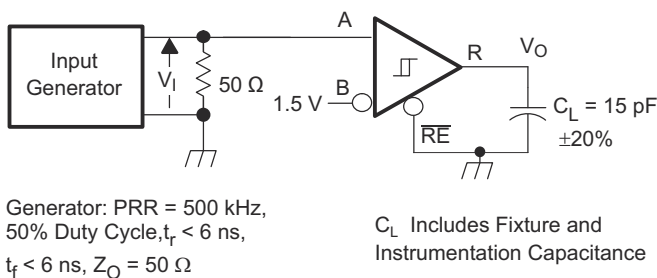 A
R
V_O
Input
Generator
V_I
50 Ω
B
1.5 V
C_L = 15 pF
±20%
R̅E̅
Generator: PRR = 500 kHz,
50% Duty Cycle,t_r < 6 ns,
t_f < 6 ns, Z_O = 50 Ω
C_L Includes Fixture and
Instrumentation Capacitance